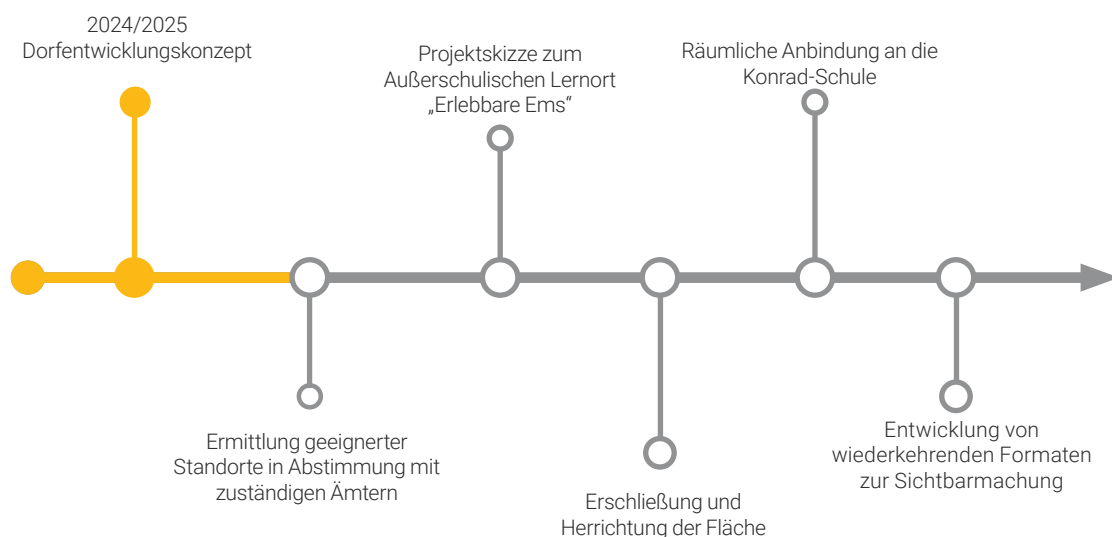 2024/2025
Dorfentwicklungskonzept
Ermittlung geeignerter
Standorte in Abstimmung mit
zuständigen Ämtern
Projektskizze zum
Außerschulischen Lernort
„Erlebbare Ems“
Erschließung und
Herrichtung der Fläche
Räumliche Anbindung an die
Konrad-Schule
Entwicklung von
wiederkehrenden Formaten
zur Sichtbarmachung